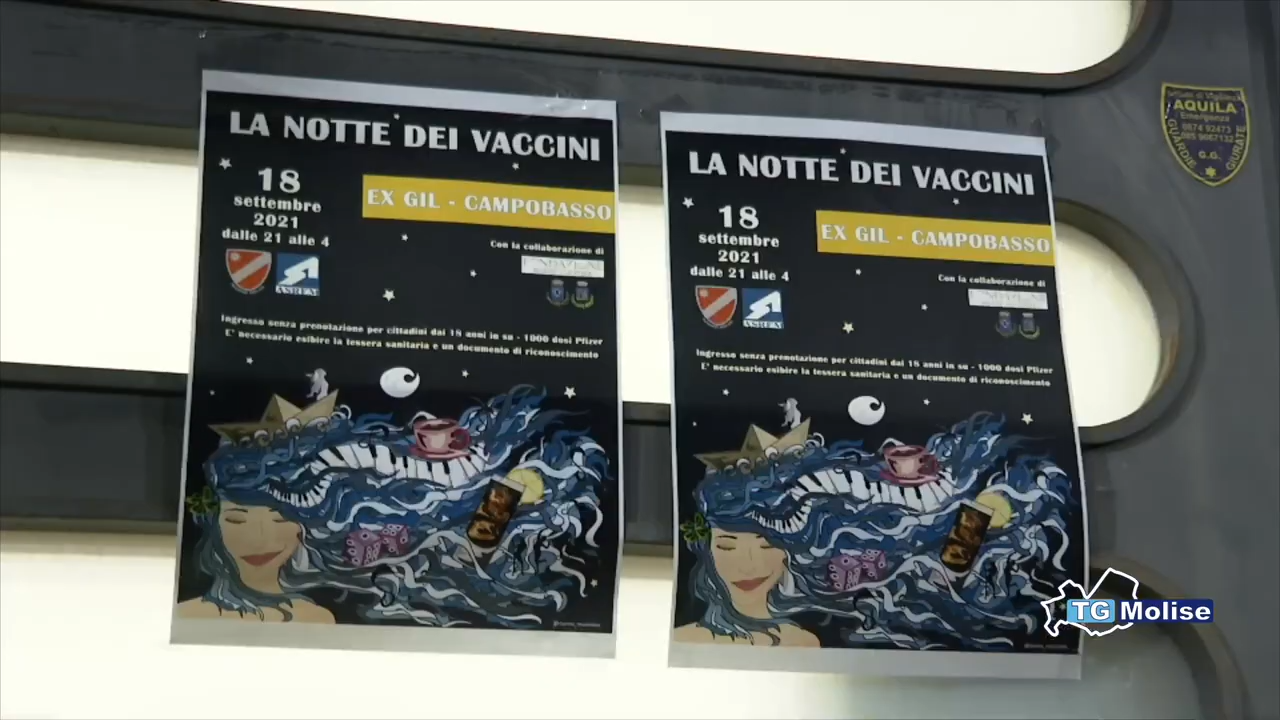 LA NOTTE DEI VACCINI
18
settembre
2021
dalle 21 alle 4
EX GIL - CAMPOBASSO
Con la collaborazione di
ASREM
Ingresso senza prenotazione per cittadini dai 18 anni in su - 1000 dosi Pfizer
E' necessario esibire la tessera sanitaria e un documento di riconoscimento
LA NOTTE DEI VACCINI
18
settembre
2021
dalle 21 alle 4
EX GIL - CAMPOBASSO
Con la collaborazione di
ASREM
Ingresso senza prenotazione per cittadini dai 18 anni in su - 1000 dosi Pfizer
E' necessario esibire la tessera sanitaria e un documento di riconoscimento
AQUILA
Emergenza
0874 92473
GUARDIE GIURATE
G.G.
TG Molise